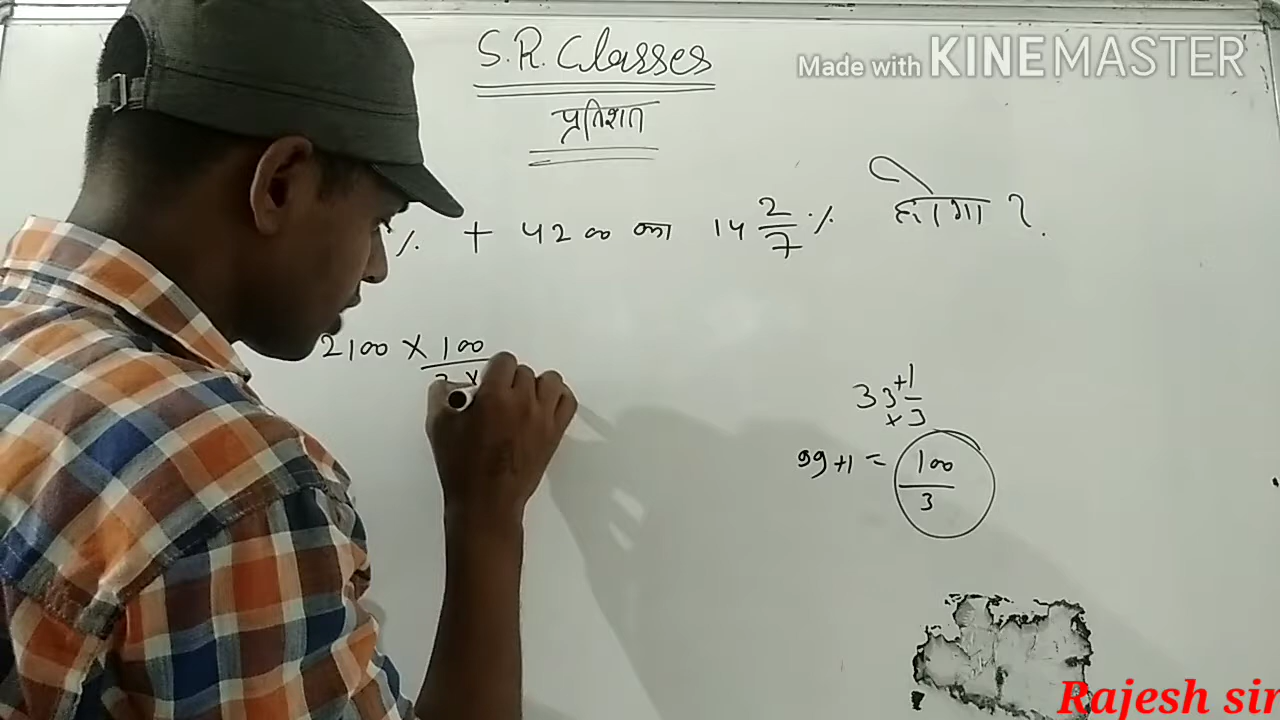 S.R. Classes
Made with KINEMASTER
प्रतिशत
% + 4200 का 14 2/7 % होगा ?
2100 × 100
33 +1
× 3
99 +1 = 100
3
Rajesh sir